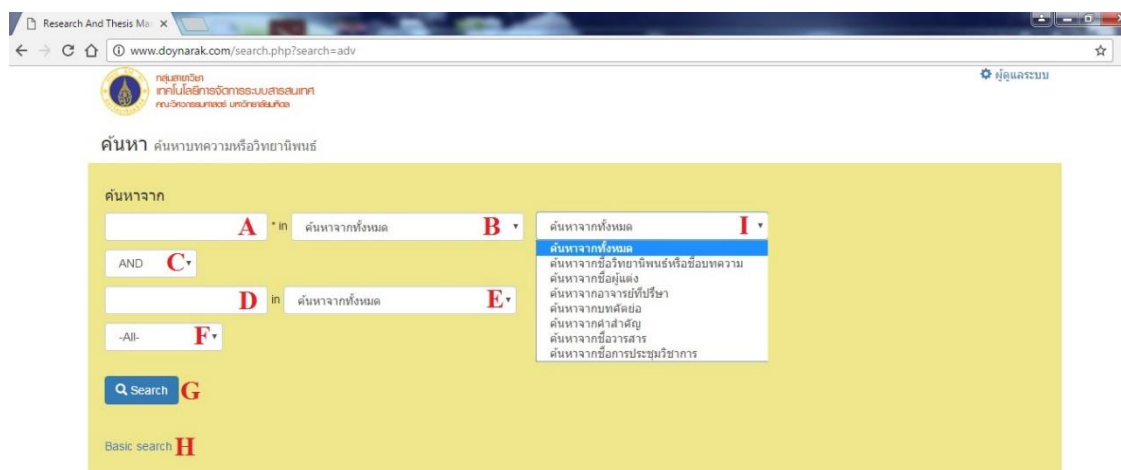 Research And Thesis Ma
www.doynarak.com/search.php?search=adv
กลุ่มสาขาวิชา
เทคโนโลยีการจัดการระบบสารสนเทศ
คณะวิศวกรรมศาสตร์ มหาวิทยาลัยมหิดล
ผู้ดูแลระบบ
ค้นหา ค้นหาบทความหรือวิทยานิพนธ์
ค้นหาจาก
A * in ค้นหาจากทั้งหมด B ค้นหาจากทั้งหมด I
AND C
D in ค้นหาจากทั้งหมด E
-All- F
ค้นหาจากทั้งหมด
ค้นหาจากชื่อวิทยานิพนธ์หรือชื่อบทความ
ค้นหาจากชื่อผู้แต่ง
ค้นหาจากอาจารย์ที่ปรึษา
ค้นหาจากบทคัดย่อ
ค้นหาจากคำสำคัญ
ค้นหาจากชื่อวารสาร
ค้นหาจากชื่อการประชุมวิชาการ
Search G
Basic search H